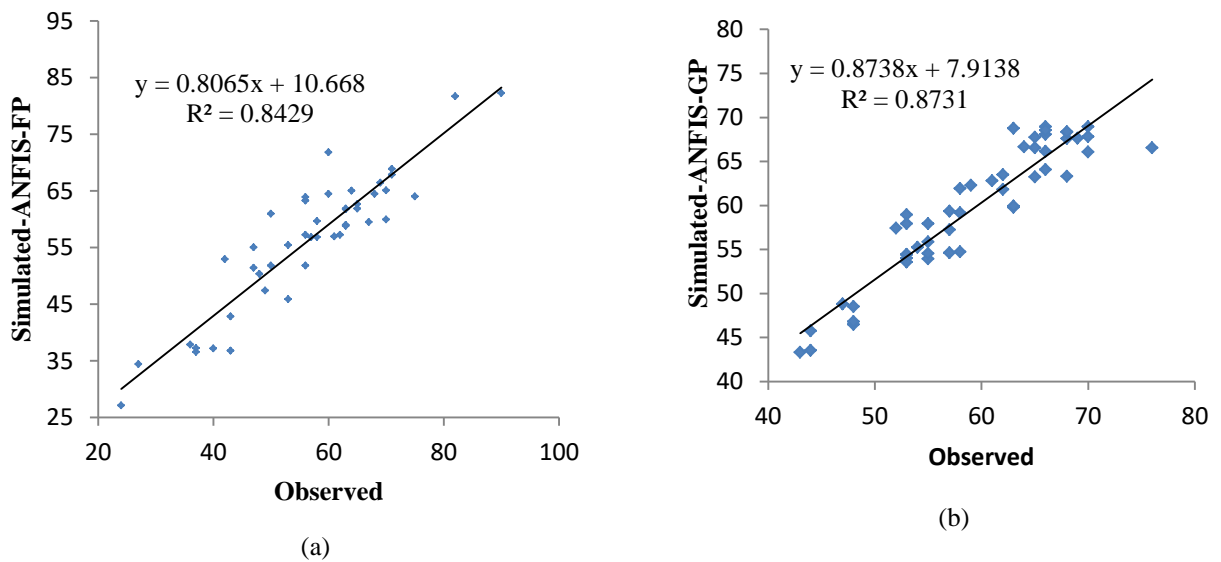 95
85
75
65
55
45
35
25
20
40
60
80
100
Simulated-ANFIS-FP
y = 0.8065x + 10.668
R² = 0.8429
Observed
(a)
80
75
70
65
60
55
50
45
40
40
50
60
70
80
Simulated-ANFIS-GP
y = 0.8738x + 7.9138
R² = 0.8731
Observed
(b)